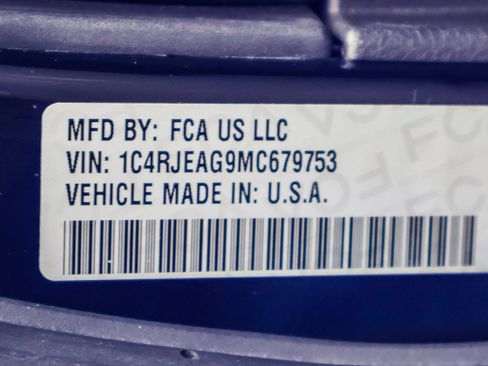 MFD BY: FCA US LLC
VIN: 1C4RJEAG9MC679753
VEHICLE MADE IN: U.S.A.